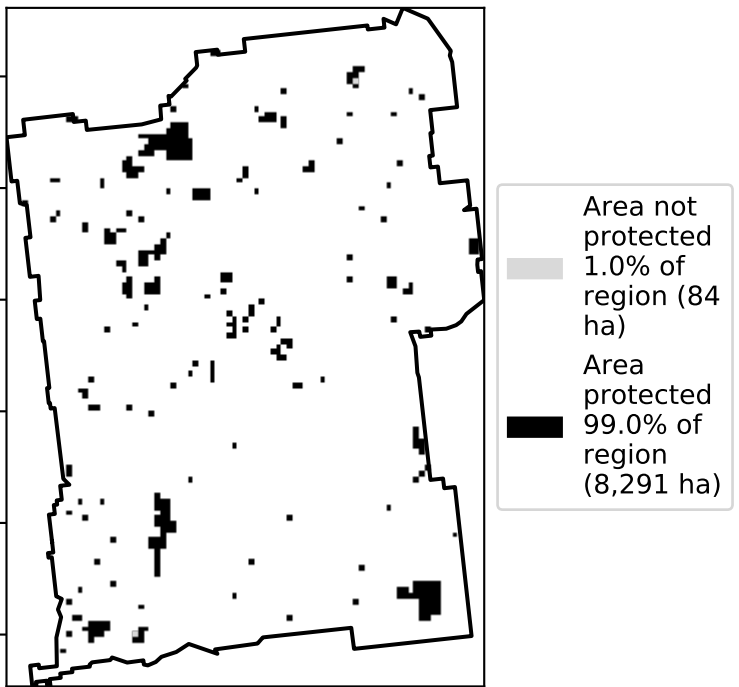 Area not
protected
1.0% of
region (84
ha)
Area
protected
99.0% of
region
(8,291 ha)